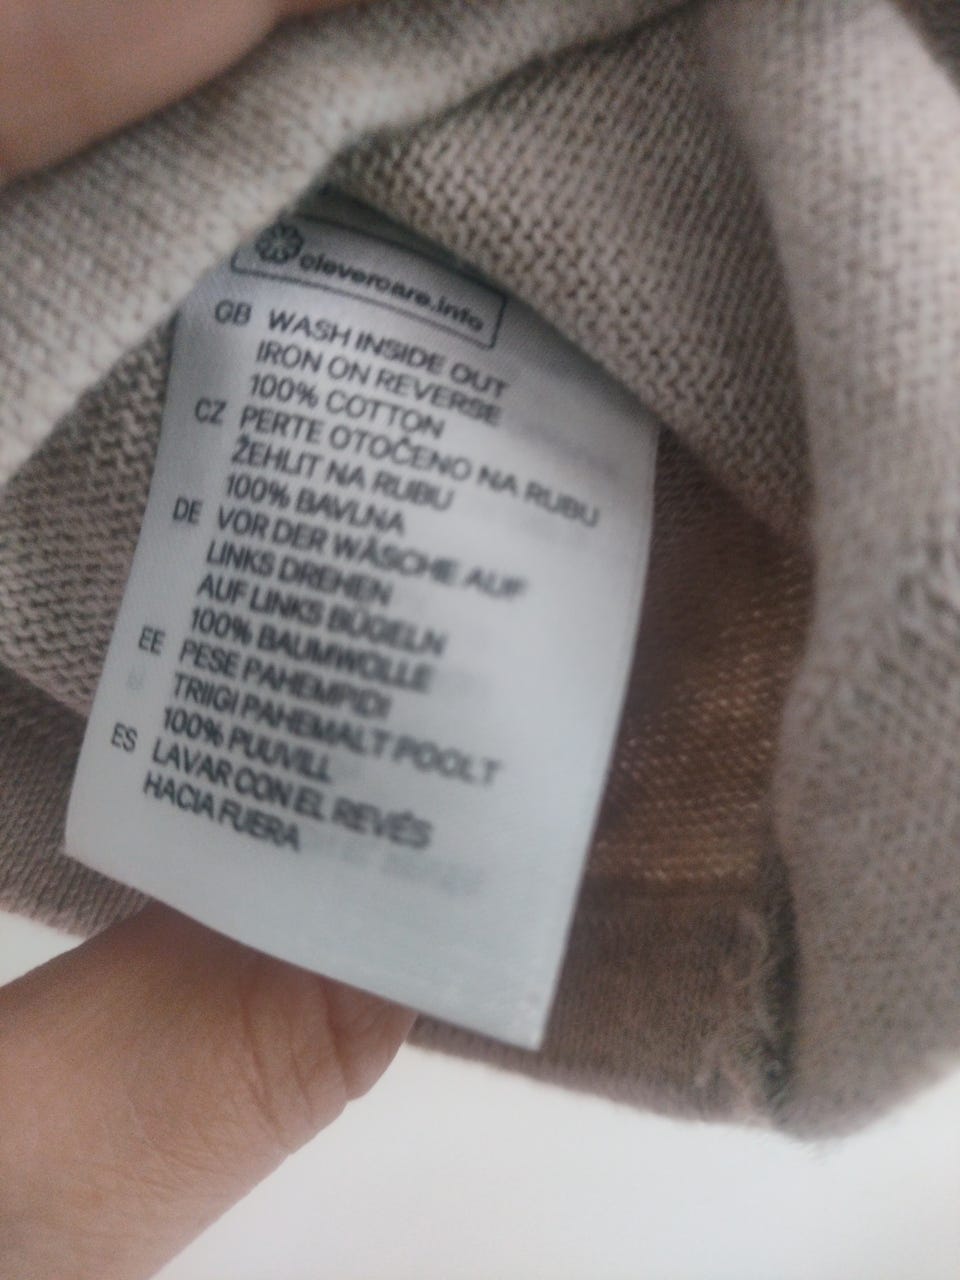 clevercare.info
GB WASH INSIDE OUT
IRON ON REVERSE
100% COTTON
CZ PERTE OTOČENO NA RUBU
ŽEHLIT NA RUBU
100% BAVLNA
DE VOR DER WÄSCHE AUF
LINKS DREHEN
AUF LINKS BÜGELN
100% BAUMWOLLE
EE PESE PAHEMPIDI
TRIIGI PAHEMALT POOLT
100% PUUVILL
ES LAVAR CON EL REVÉS
HACIA FUERA